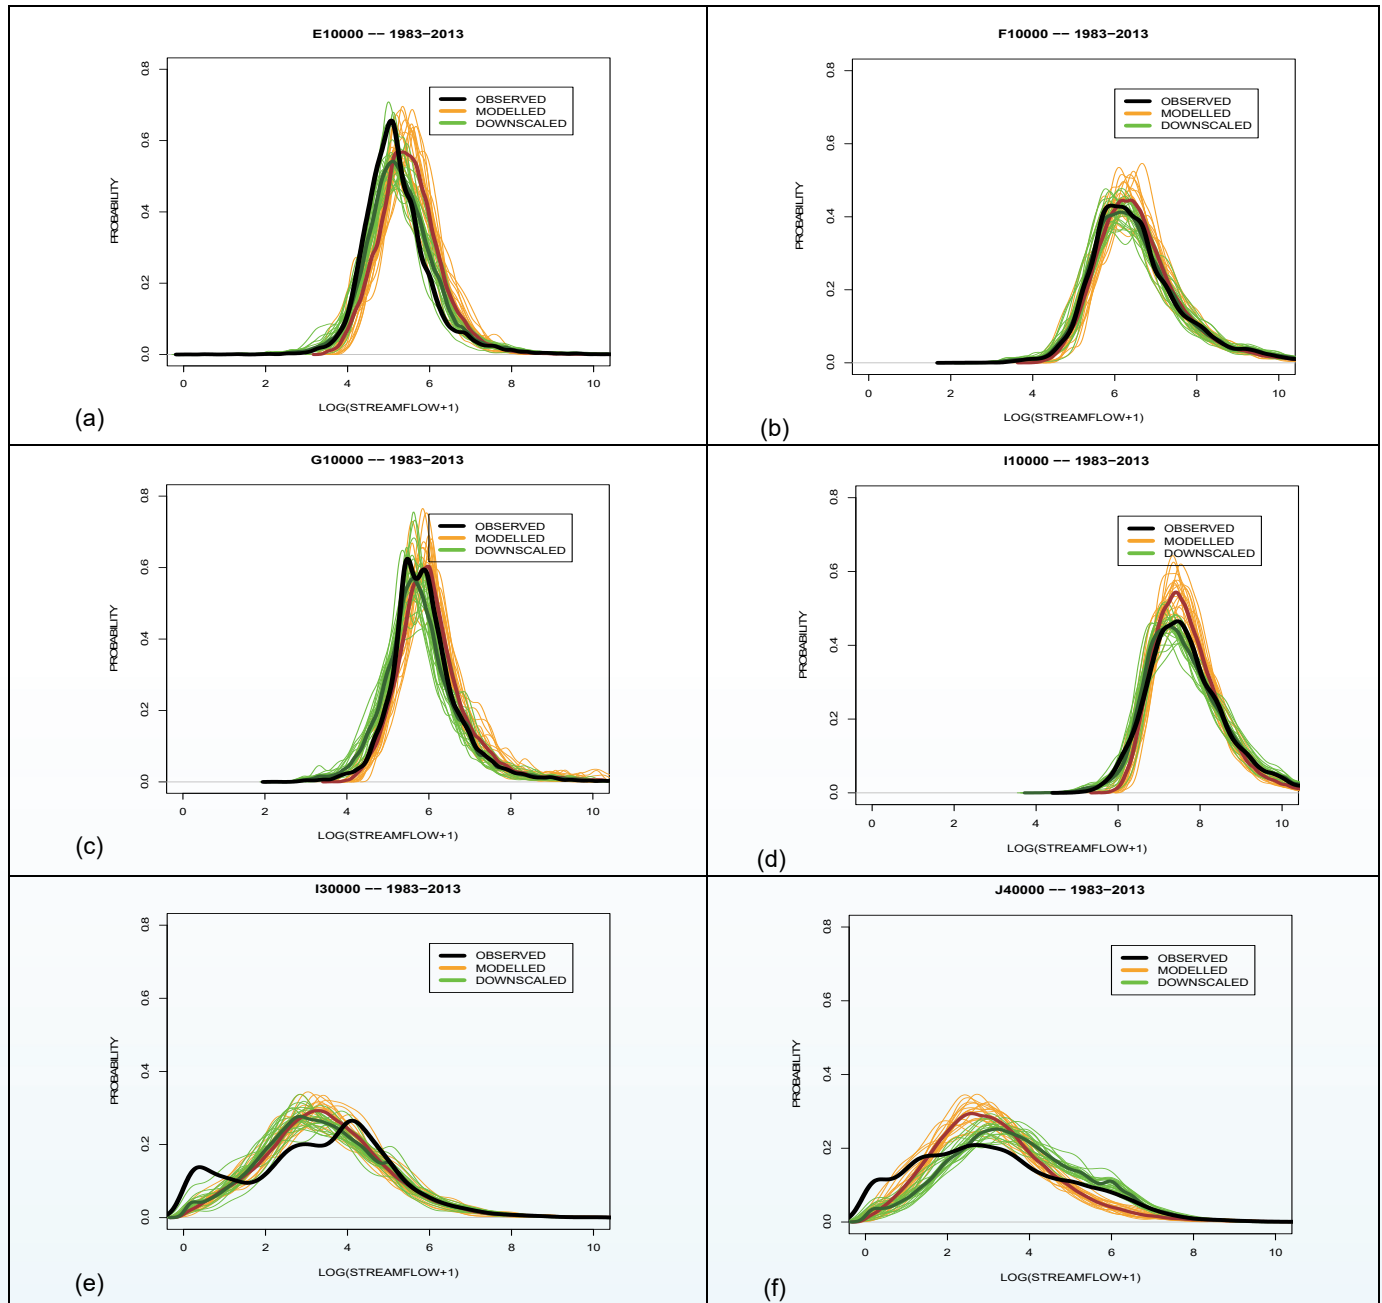 E10000 –– 1983–2013
0.8
0.6
0.4
0.2
0.0
PROBABILITY
OBSERVED
MODELLED
DOWNSCALED
0 2 4 6 8 10
LOG(STREAMFLOW+1)
(a)
F10000 –– 1983–2013
0.8
0.6
0.4
0.2
0.0
PROBABILITY
OBSERVED
MODELLED
DOWNSCALED
0 2 4 6 8 10
LOG(STREAMFLOW+1)
(b)
G10000 –– 1983–2013
0.8
0.6
0.4
0.2
0.0
PROBABILITY
OBSERVED
MODELLED
DOWNSCALED
0 2 4 6 8 10
LOG(STREAMFLOW+1)
(c)
I10000 –– 1983–2013
0.8
0.6
0.4
0.2
0.0
PROBABILITY
OBSERVED
MODELLED
DOWNSCALED
0 2 4 6 8 10
LOG(STREAMFLOW+1)
(d)
I30000 –– 1983–2013
0.8
0.6
0.4
0.2
0.0
PROBABILITY
OBSERVED
MODELLED
DOWNSCALED
0 2 4 6 8 10
LOG(STREAMFLOW+1)
(e)
J40000 –– 1983–2013
0.8
0.6
0.4
0.2
0.0
PROBABILITY
OBSERVED
MODELLED
DOWNSCALED
0 2 4 6 8 10
LOG(STREAMFLOW+1)
(f)